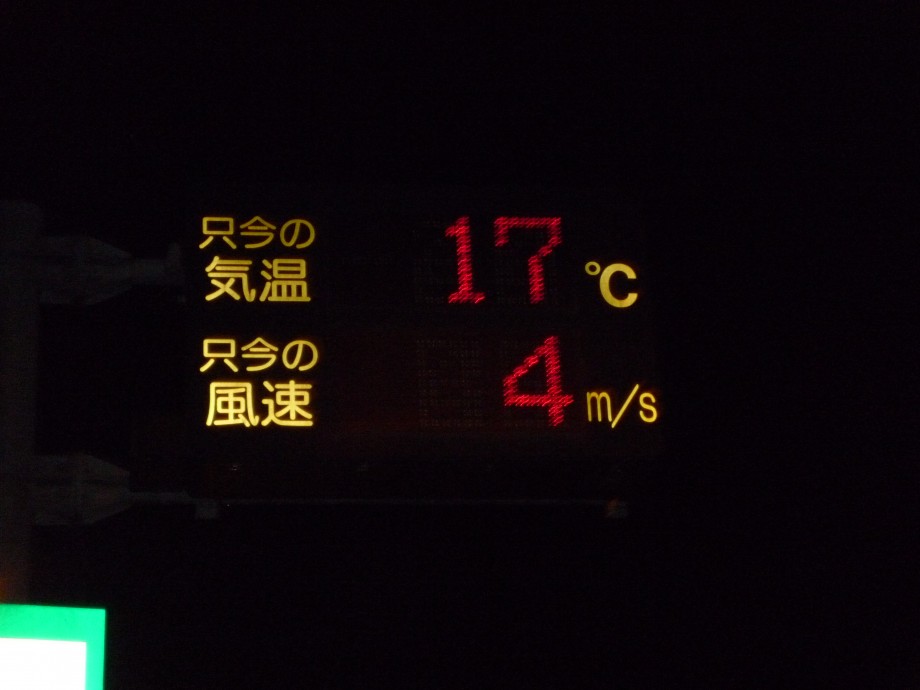 只今の
気温 17 ℃
只今の
風速 4 m/s